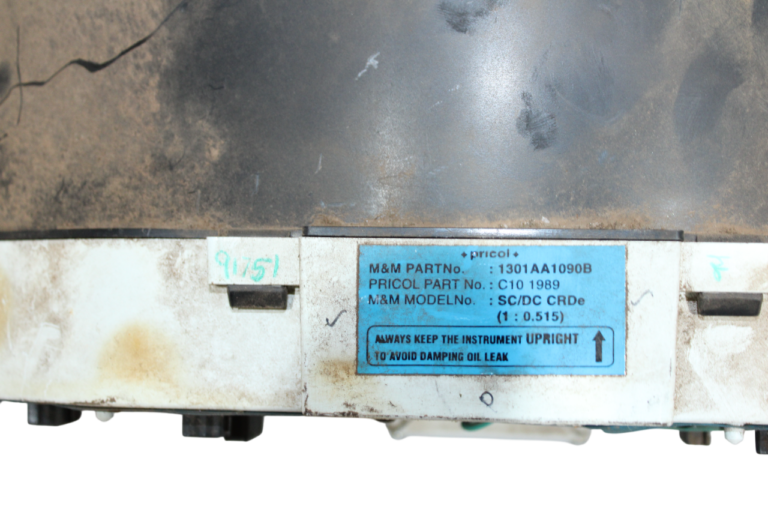 pricol
M&M PARTNo. : 1301AA1090B
PRICOL PART No. : C10 1989
M&M MODELNo. : SC/DC CRDe
(1 : 0.515)
ALWAYS KEEP THE INSTRUMENT UPRIGHT
TO AVOID DAMPING OIL LEAK